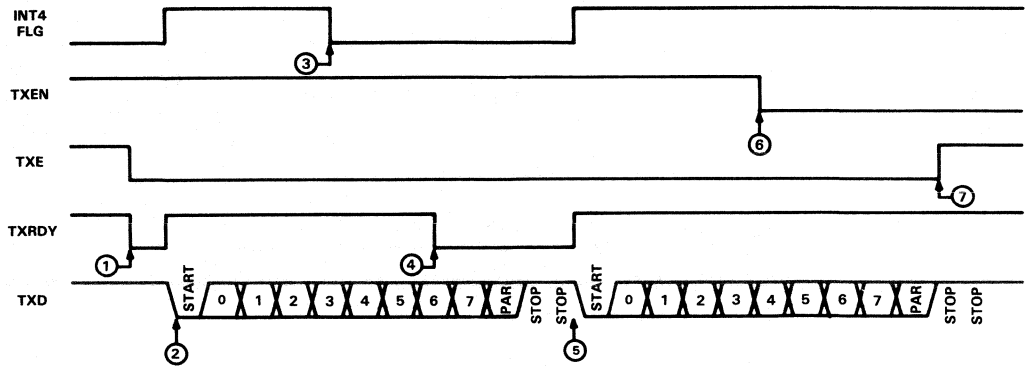 INT4
FLG
3
TXEN
6
TXE
7
TXRDY
1
4
TXD
START 0 1 2 3 4 5 6 7 PAR STOP STOP START 0 1 2 3 4 5 6 7 PAR STOP STOP
2
5